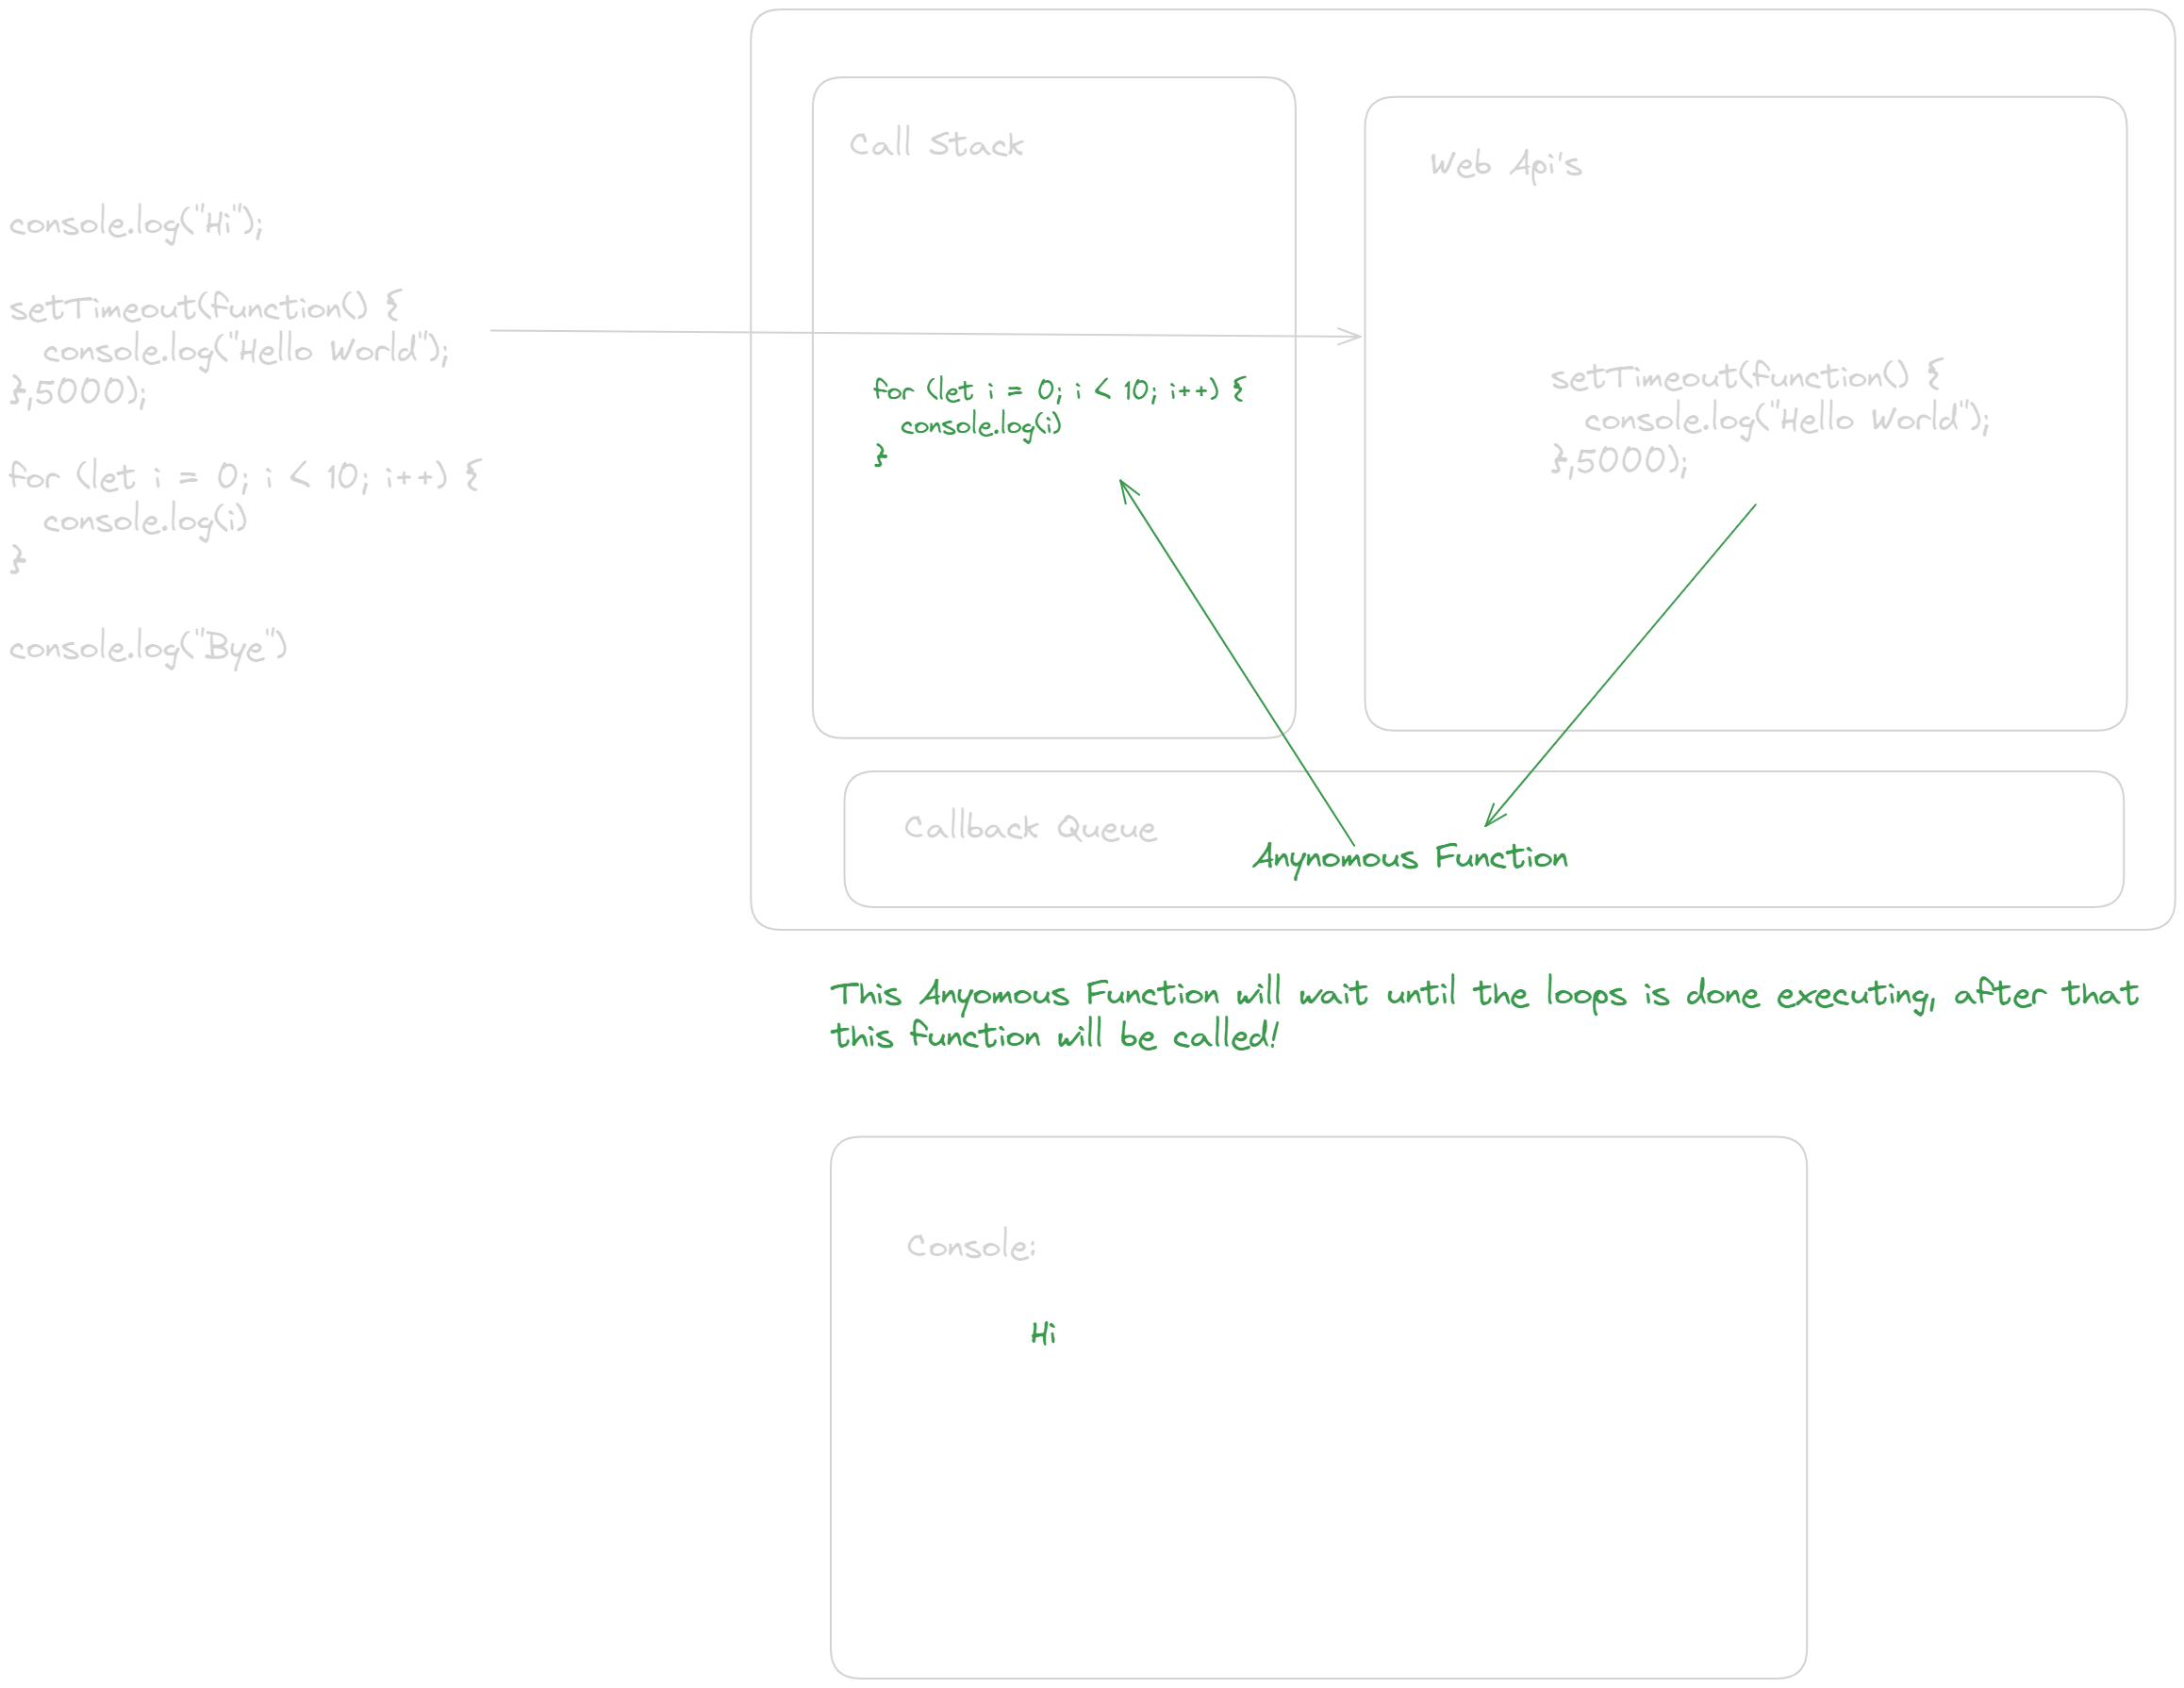 console.log("Hi");
setTimeout(function() {
console.log("Hello World");
},5000);
for (let i = 0; i < 10; i++) {
console.log(i)
}
console.log("Bye")
Call Stack
for (let i = 0; i < 10; i++) {
console.log(i)
}
Web Api's
setTimeout(function() {
console.log("Hello World");
},5000);
Callback Queue
Anynomous Function
This Anyomous Function will wait until the loops is done executing, after that
this function will be called!
Console:
Hi